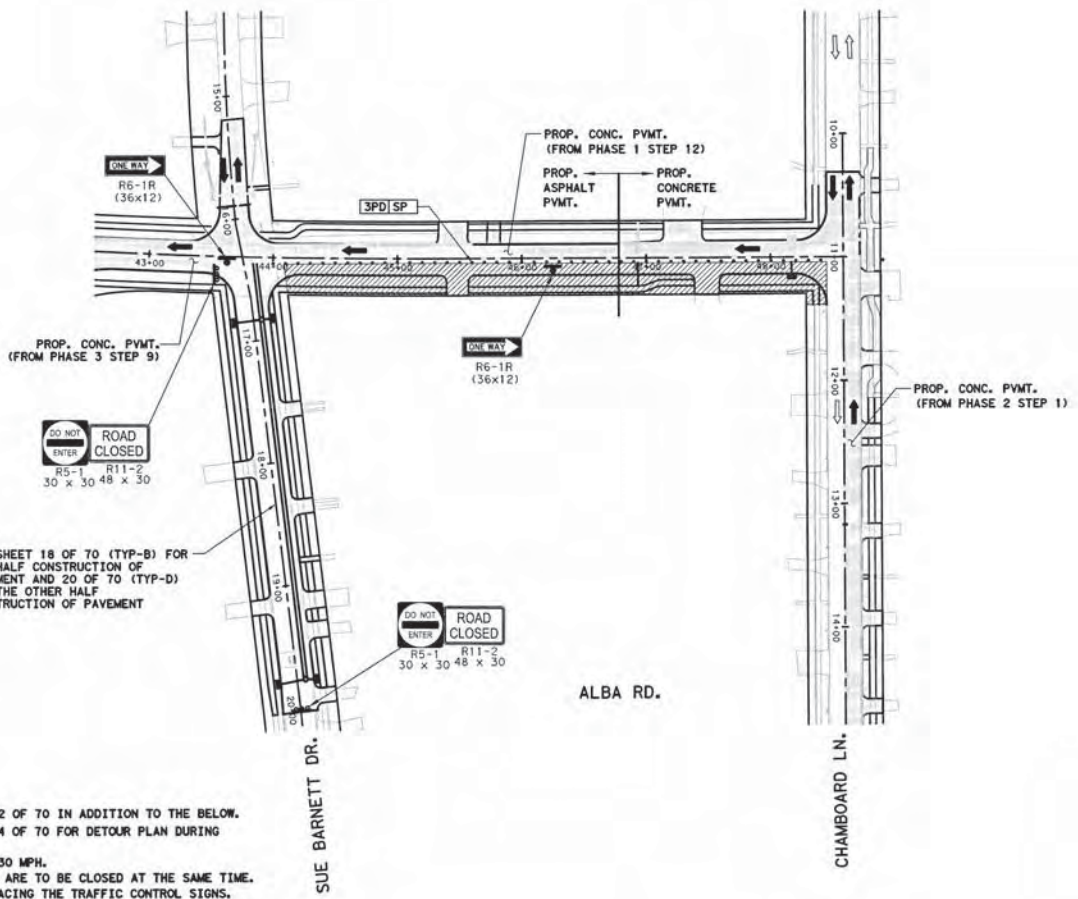 15+00
10+00
PROP. CONC. PVMT.
(FROM PHASE 1 STEP 12)
ONE WAY
R6-1R
(36x12)
PROP.
ASPHALT
PVMT.
PROP.
CONCRETE
PVMT.
3PD SP
6+00
11+00
43+00
44+00
45+00
46+00
47+00
48+00
PROP. CONC. PVMT.
(FROM PHASE 3 STEP 9)
17+00
ONE WAY
R6-1R
(36x12)
12+00
PROP. CONC. PVMT.
(FROM PHASE 2 STEP 1)
DO NOT
ENTER
ROAD
CLOSED
R5-1
30 x 30
R11-2
48 x 30
18+00
13+00
SHEET 18 OF 70 (TYP-B) FOR
HALF CONSTRUCTION OF
MENT AND 20 OF 70 (TYP-D)
THE OTHER HALF
TRUCTION OF PAVEMENT
19+00
14+00
DO NOT
ENTER
ROAD
CLOSED
R5-1
30 x 30
R11-2
48 x 30
ALBA RD.
SUE BARNETT DR.
CHAMBOARD LN.
2 OF 70 IN ADDITION TO THE BELOW.
4 OF 70 FOR DETOUR PLAN DURING
30 MPH.
ARE TO BE CLOSED AT THE SAME TIME.
ACING THE TRAFFIC CONTROL SIGNS.